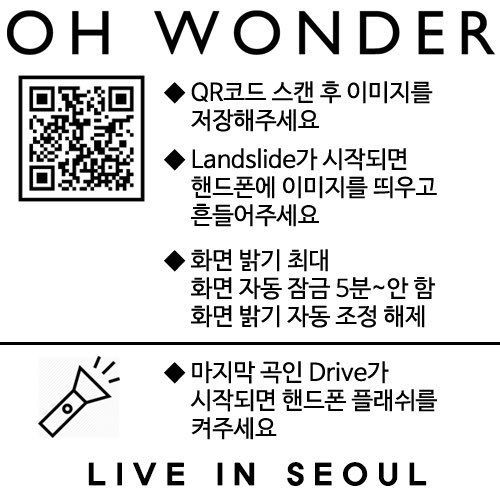 OH WONDER
◆ QR코드 스캔 후 이미지를
저장해주세요
◆ Landslide가 시작되면
핸드폰에 이미지를 띄우고
흔들어주세요
◆ 화면 밝기 최대
화면 자동 잠금 5분~안 함
화면 밝기 자동 조정 해제
◆ 마지막 곡인 Drive가
시작되면 핸드폰 플래쉬를
켜주세요
LIVE IN SEOUL